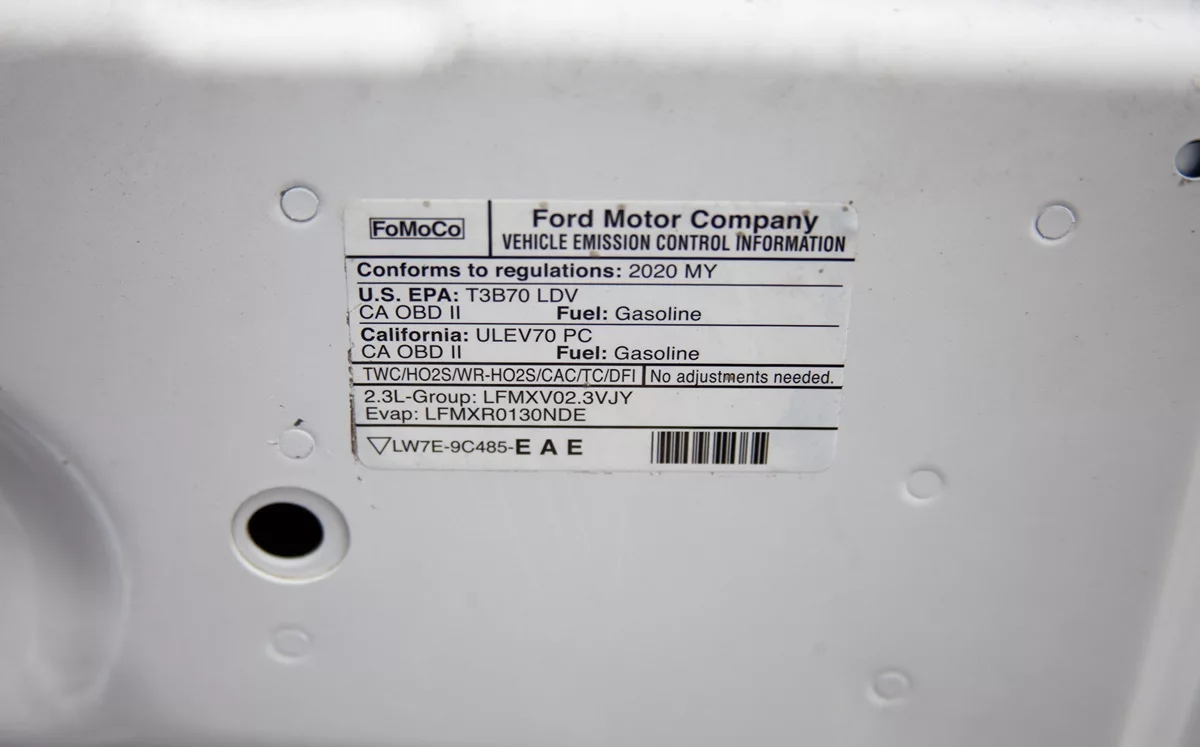 FoMoCo
Ford Motor Company
VEHICLE EMISSION CONTROL INFORMATION
Conforms to regulations: 2020 MY
U.S. EPA: T3B70 LDV
CA OBD II Fuel: Gasoline
California: ULEV70 PC
CA OBD II Fuel: Gasoline
TWC/HO2S/WR-HO2S/CAC/TC/DFI No adjustments needed.
2.3L-Group: LFMXV02.3VJY
Evap: LFMXR0130NDE
▽LW7E-9C485-E A E